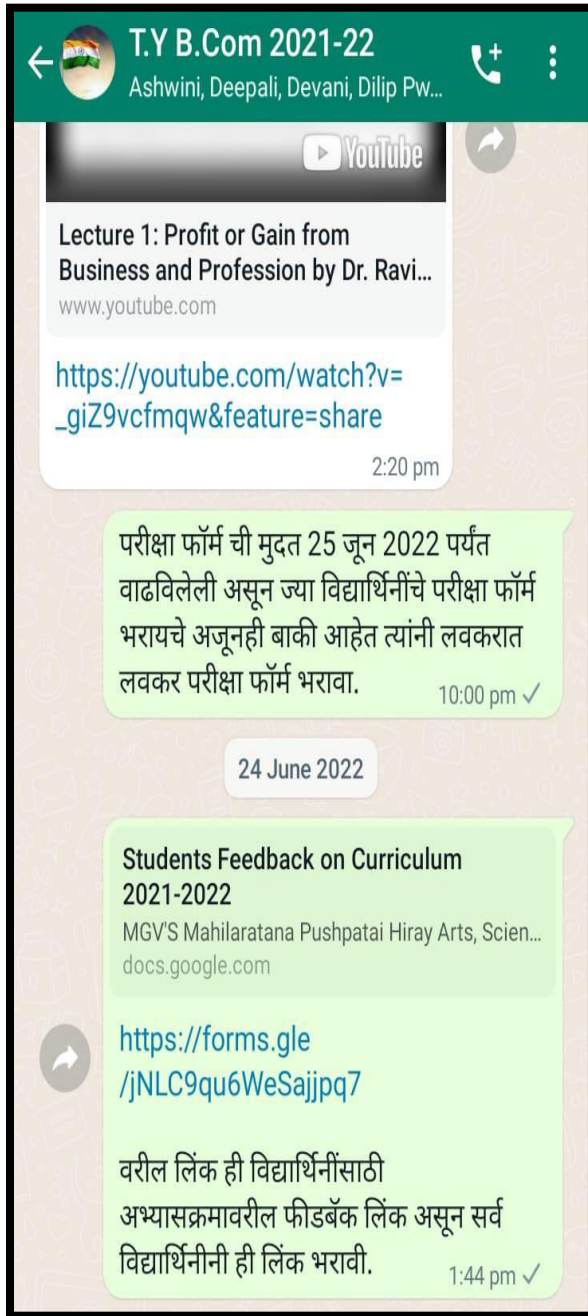 T.Y B.Com 2021-22
Ashwini, Deepali, Devani, Dilip Pw...
YouTube
Lecture 1: Profit or Gain from
Business and Profession by Dr. Ravi...
www.youtube.com
https://youtube.com/watch?v=
_giZ9vcfmqw&feature=share
2:20 pm
परीक्षा फॉर्म ची मुदत 25 जून 2022 पर्यंत
वाढविलेली असून ज्या विद्यार्थिनींचे परीक्षा फॉर्म
भरायचे अजूनही बाकी आहेत त्यांनी लवकरात
लवकर परीक्षा फॉर्म भरावा.
10:00 pm
24 June 2022
Students Feedback on Curriculum
2021-2022
MGV'S Mahilaratana Pushpatai Hiray Arts, Scien...
docs.google.com
https://forms.gle
/jNLC9qu6WeSajjpq7
वरील लिंक ही विद्यार्थिनींसाठी
अभ्यासक्रमावरील फीडबॅक लिंक असून सर्व
विद्यार्थिनीनी ही लिंक भरावी.
1:44 pm